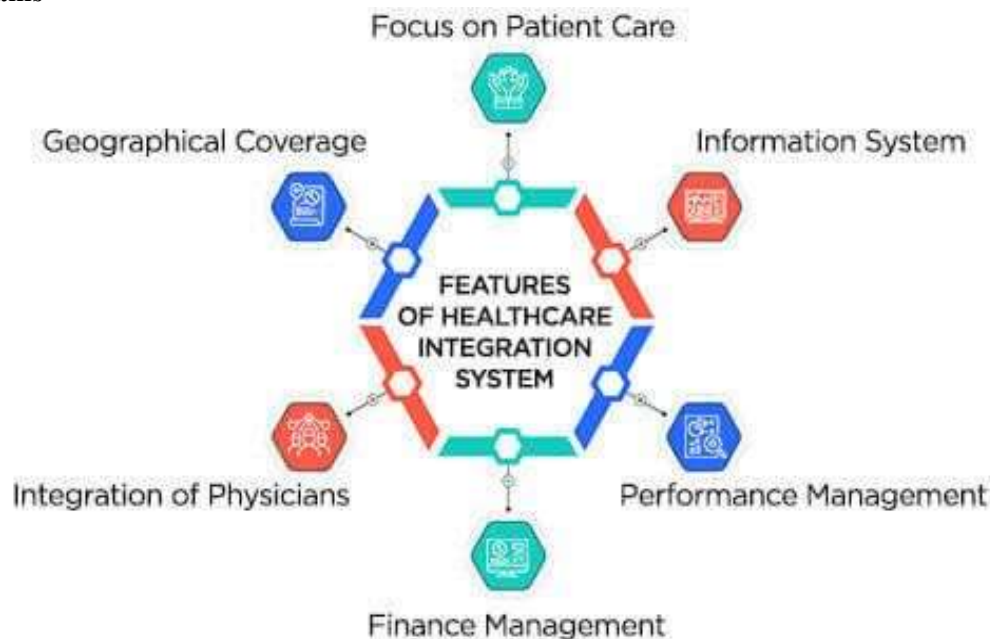 Focus on Patient Care
Geographical Coverage
Information System
FEATURES
OF HEALTHCARE
INTEGRATION
SYSTEM
Integration of Physicians
Performance Management
Finance Management